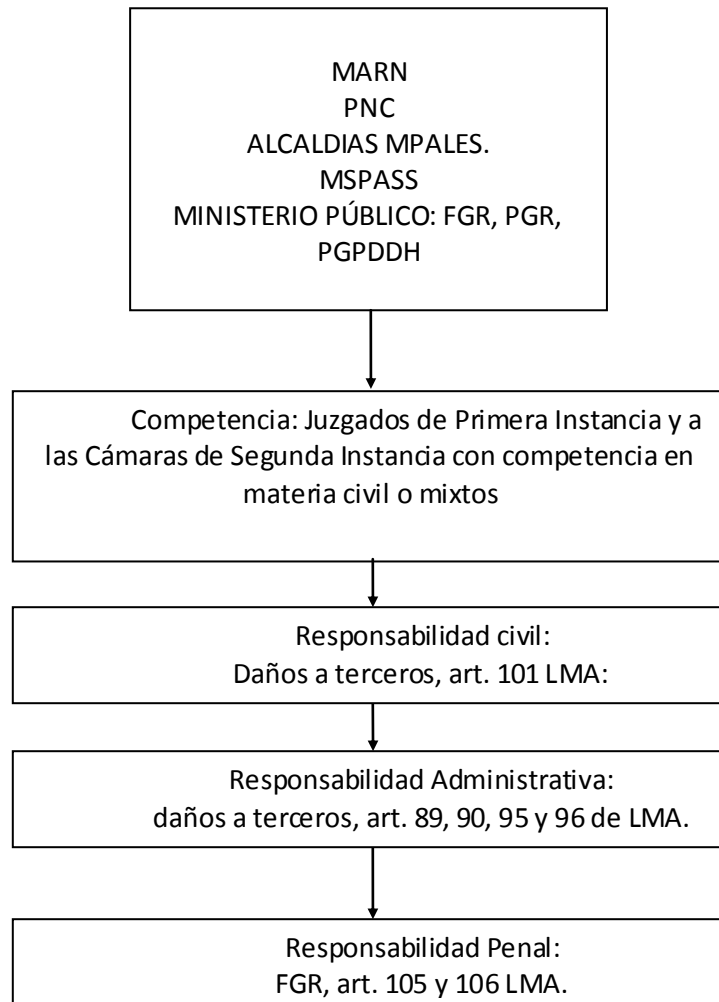 MARN
PNC
ALCALDIAS MPALES.
MSPASS
MINISTERIO PÚBLICO: FGR, PGR,
PGPDDH
Competencia: Juzgados de Primera Instancia y a
las Cámaras de Segunda Instancia con competencia en
materia civil o mixtos
Responsabilidad civil:
Daños a terceros, art. 101 LMA:
Responsabilidad Administrativa:
daños a terceros, art. 89, 90, 95 y 96 de LMA.
Responsabilidad Penal:
FGR, art. 105 y 106 LMA.